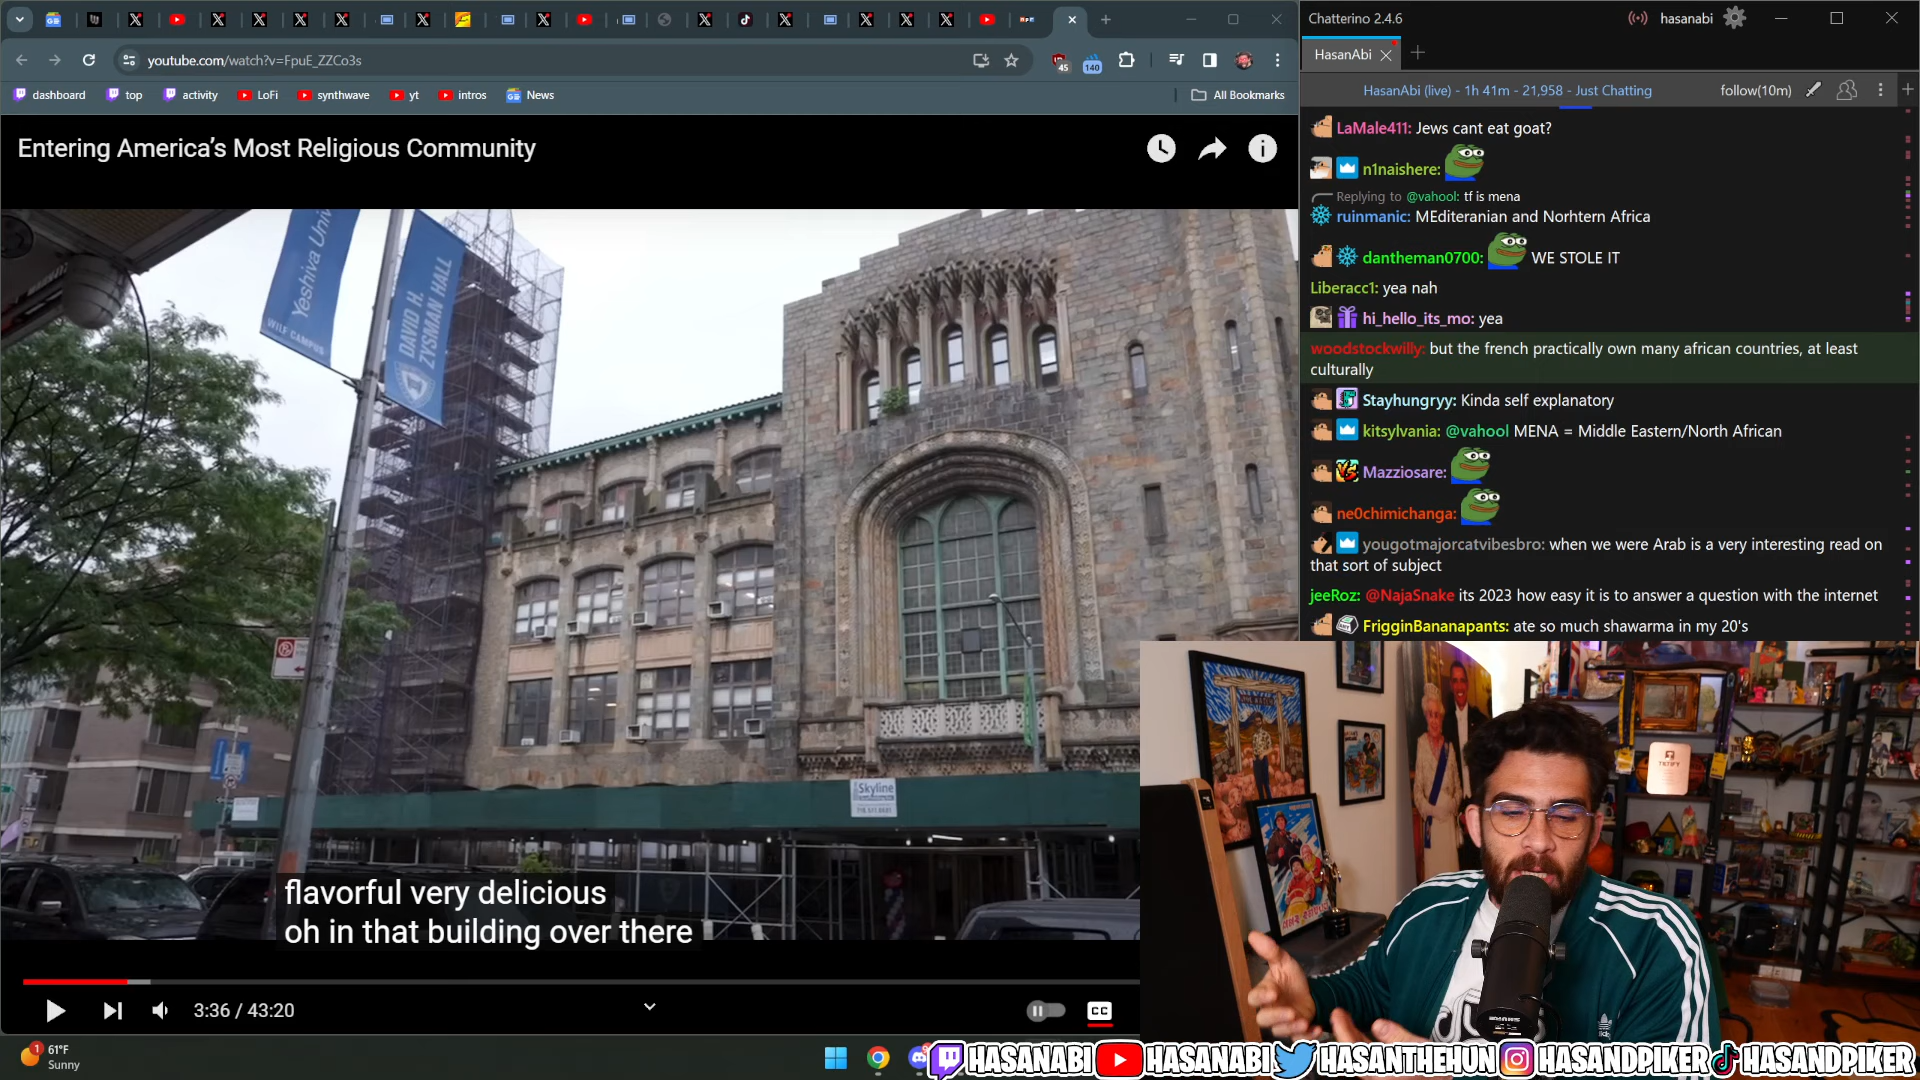 youtube.com/watch?v=FpuE_ZZCo3s
45
140
dashboard
top
activity
LoFi
synthwave
yt
intros
News
All Bookmarks
Entering America's Most Religious Community
Yeshiva Univ
WILF CAMPUS
DAVID H.
ZYSMAN HALL
Skyline
flavorful very delicious
oh in that building over there
3:36 / 43:20
CC
1
61°F
Sunny
Chatterino 2.4.6
hasanabi
HasanAbi
HasanAbi (live) - 1h 41m - 21,958 - Just Chatting
follow(10m)
LaMale411: Jews cant eat goat?
n1naishere:
Replying to @vahool: tf is mena
ruinmanic: MEditeranian and Norhtern Africa
dantheman0700: WE STOLE IT
Liberacc1: yea nah
hi_hello_its_mo: yea
woodstockwilly: but the french practically own many african countries, at least
culturally
Stayhungryy: Kinda self explanatory
kitsylvania: @vahool MENA = Middle Eastern/North African
Mazziosare:
ne0chimichanga:
yougotmajorcatvibesbro: when we were Arab is a very interesting read on
that sort of subject
jeeRoz: @NajaSnake its 2023 how easy it is to answer a question with the internet
FrigginBananapants: ate so much shawarma in my 20's
HASANABI
HASANABI
HASANTHEHUN
HASANDPIKER
HASANDPIKER